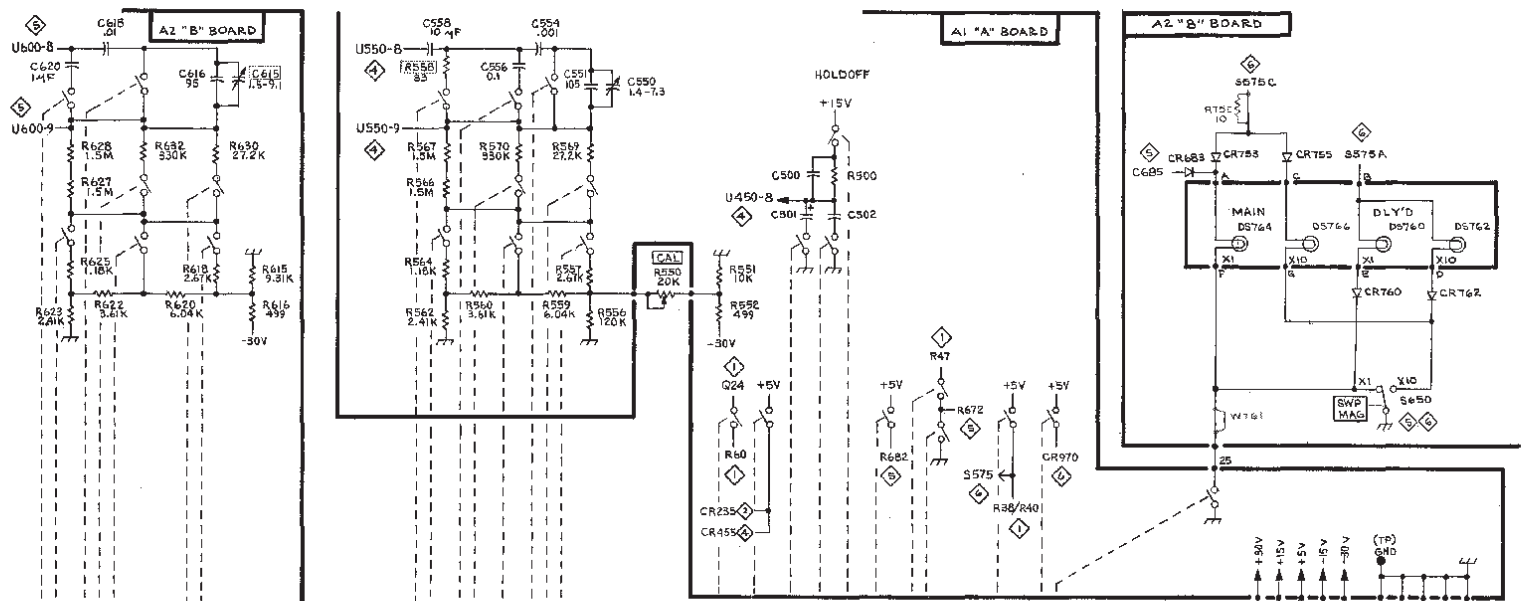 5
C618
.01
A2 "B" BOARD
U600-8
C620
1µF
C616
95
C615
1.5-9.1
5
U600-9
R628
1.5M
R632
330K
R630
27.2K
R627
1.5M
R625
1.18K
R618
2.67K
R615
9.31K
R623
2.41K
R622
3.61K
R620
6.04K
R616
499
-30V
C558
10µF
C554
.001
U550-8
4
R558
33
C556
0.1
C551
105
C550
1.4-7.3
U550-9
4
R567
1.5M
R570
330K
R569
27.2K
R566
1.5M
R564
1.18K
R557
2.67K
CAL
R550
20K
R551
10K
R562
2.41K
R560
3.61K
R559
6.04K
R556
120K
R552
499
-30V
A1 "A" BOARD
HOLDOFF
+15V
C500
R500
U450-8
4
C501
+
C502
1
Q24
+5V
R60
1
CR235 2
CR455 4
+5V
R682
5
1
R47
R672
5
+5V
S575
6
R38/R40
1
+5V
CR970
6
A2 "B" BOARD
6
S575C
R750
10
5
CR683
C685
CR753
CR755
6
S575A
A
C
B
MAIN
DS764
DS766
DLY'D
DS760
DS762
X1
X10
X1
X10
F
G
E
D
CR760
CR762
X1
X10
S650
SWP
MAG
5 6
W761
25
+30V
+15V
+5V
-15V
-30V
(TP)
GND